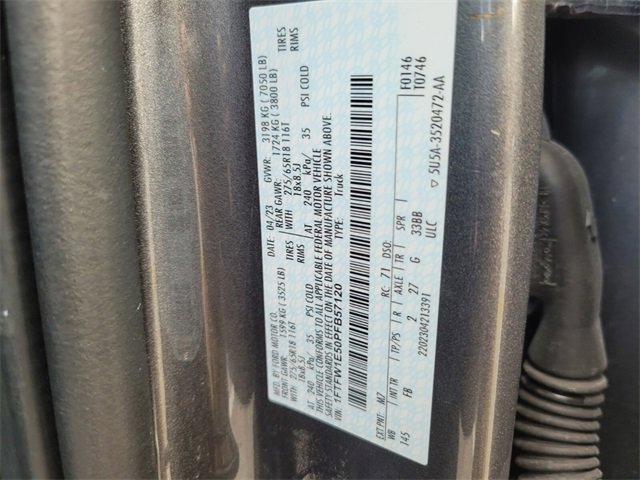 MFD. BY FORD MOTOR CO.
DATE: 04/23 GVWR: 3198 KG ( 7050 LB)
FRONT GAWR: 1599 KG ( 3525 LB) REAR GAWR: 1724 KG ( 3800 LB)
WITH 275/65R18 116T TIRES WITH 275/65R18 116T TIRES
18x8.5J RIMS 18x8.5J RIMS
AT 240 kPa/ 35 PSI COLD AT 240 kPa/ 35 PSI COLD
THIS VEHICLE CONFORMS TO ALL APPLICABLE FEDERAL MOTOR VEHICLE
SAFETY STANDARDS IN EFFECT ON THE DATE OF MANUFACTURE SHOWN ABOVE.
VIN: 1FTFW1E50PFB57120 TYPE: Truck
F0146
T0746
EXT PNT: M7 RC: 71 DSO:
WB INT TR TP/PS R AXLE TR SPR
145 FB 2 27 G 33BB
ULC
2202304213391
5U5A-3520472-AA